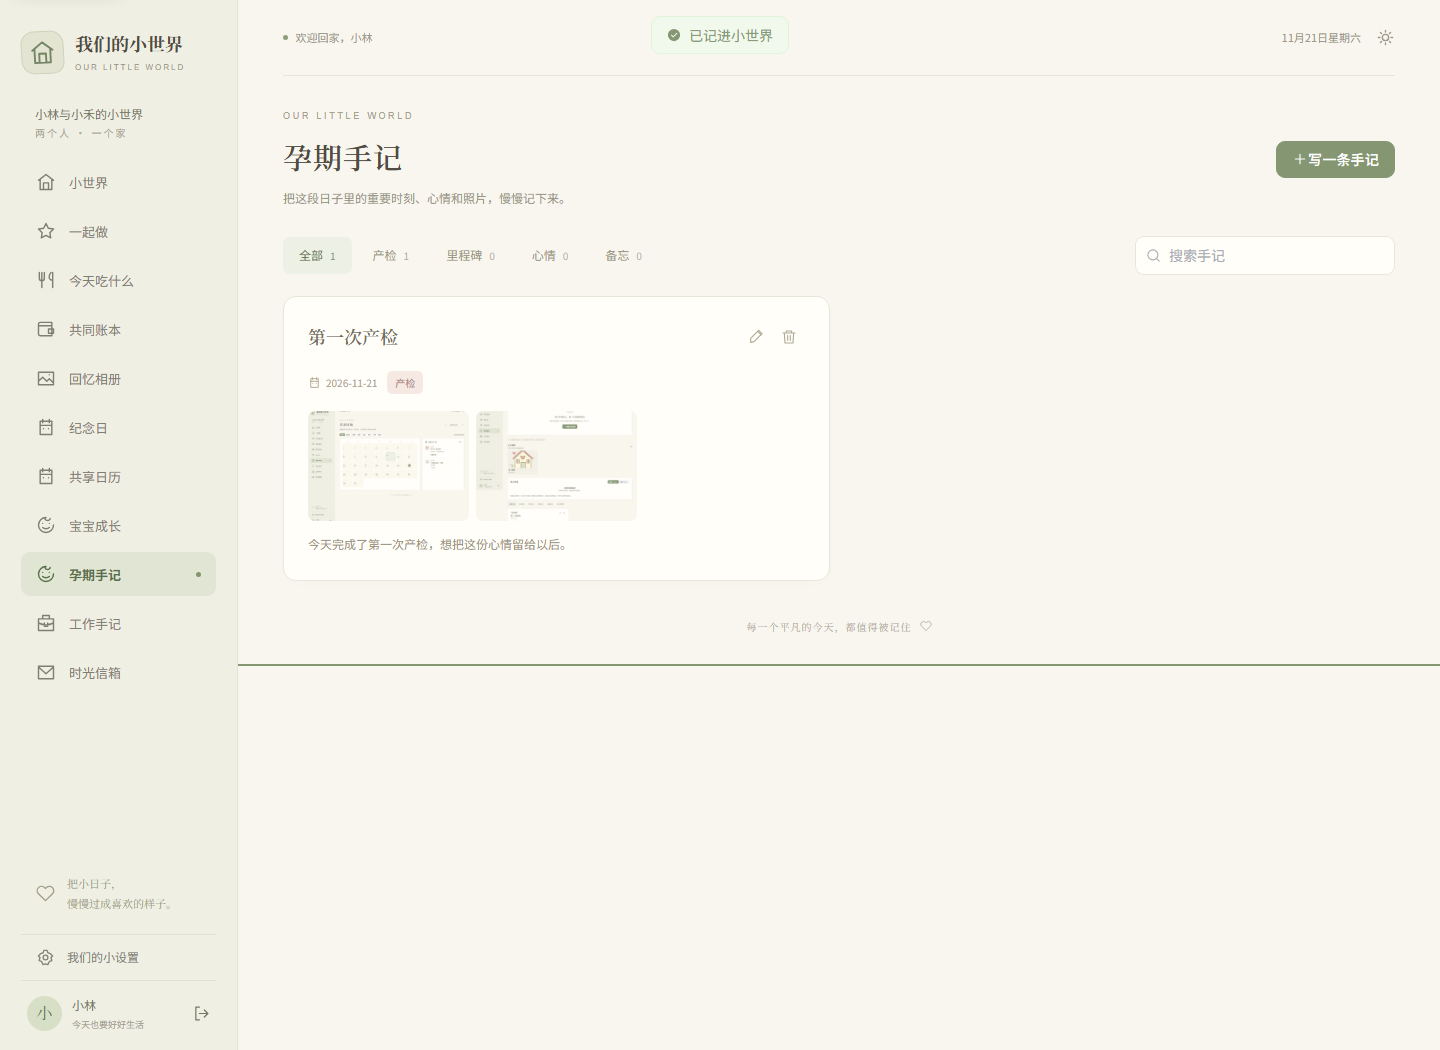 我们的小世界
OUR LITTLE WORLD
小林与小禾的小世界
两个人 · 一个家
小世界
一起做
今天吃什么
共同账本
回忆相册
纪念日
共享日历
宝宝成长
孕期手记
工作手记
时光信箱
把小日子，
慢慢过成喜欢的样子。
我们的小设置
小
小林
今天也要好好生活
欢迎回家，小林
已记进小世界
11月21日星期六
OUR LITTLE WORLD
孕期手记
写一条手记
把这段日子里的重要时刻、心情和照片，慢慢记下来。
全部 1 产检 1 里程碑 0 心情 0 备忘 0
搜索手记
第一次产检
2026-11-21 产检
今天完成了第一次产检，想把这份心情留给以后。
每一个平凡的今天，都值得被记住